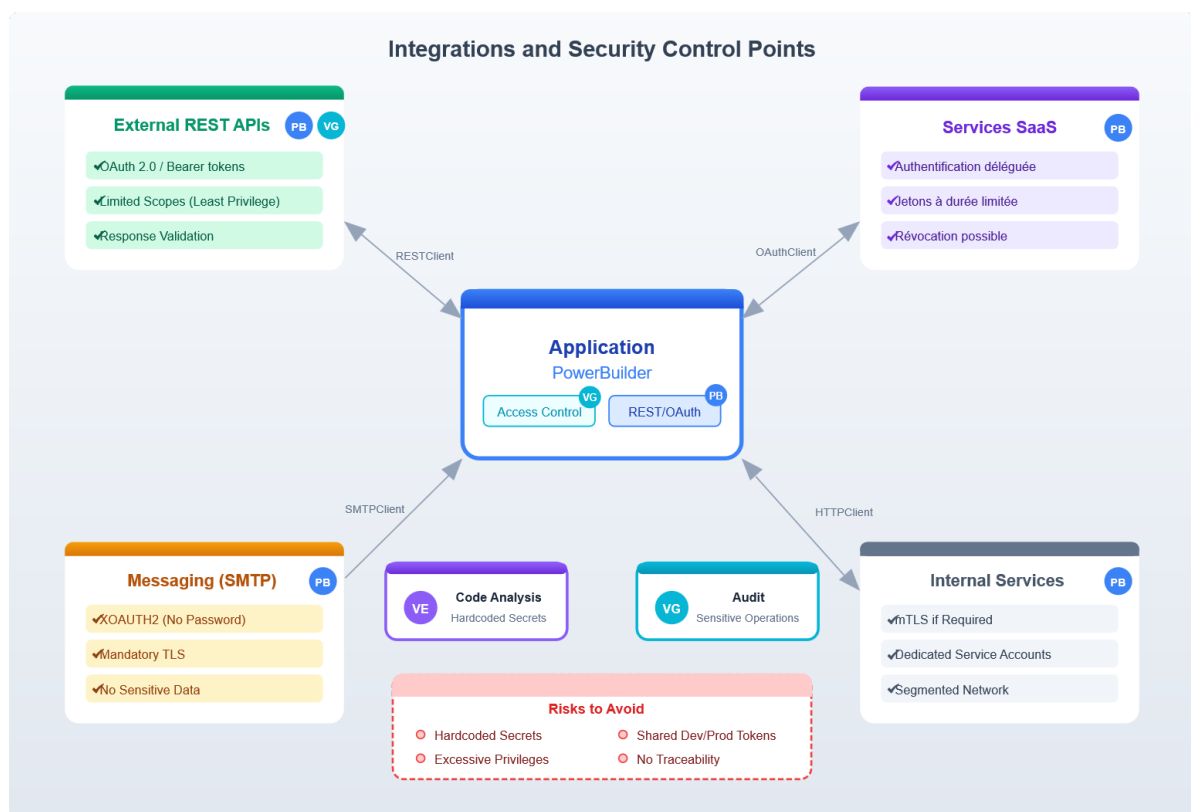 Integrations and Security Control Points
External REST APIs
PB
VG
OAuth 2.0 / Bearer tokens
Limited Scopes (Least Privilege)
Response Validation
Services SaaS
PB
Authentification déléguée
Jetons à durée limitée
Révocation possible
RESTClient
OAuthClient
Application
PowerBuilder
Access Control
VG
REST/OAuth
PB
SMTPClient
HTTPClient
Messaging (SMTP)
PB
XOAUTH2 (No Password)
Mandatory TLS
No Sensitive Data
VE
Code Analysis
Hardcoded Secrets
VG
Audit
Sensitive Operations
Internal Services
PB
mTLS if Required
Dedicated Service Accounts
Segmented Network
Risks to Avoid
Hardcoded Secrets
Shared Dev/Prod Tokens
Excessive Privileges
No Traceability